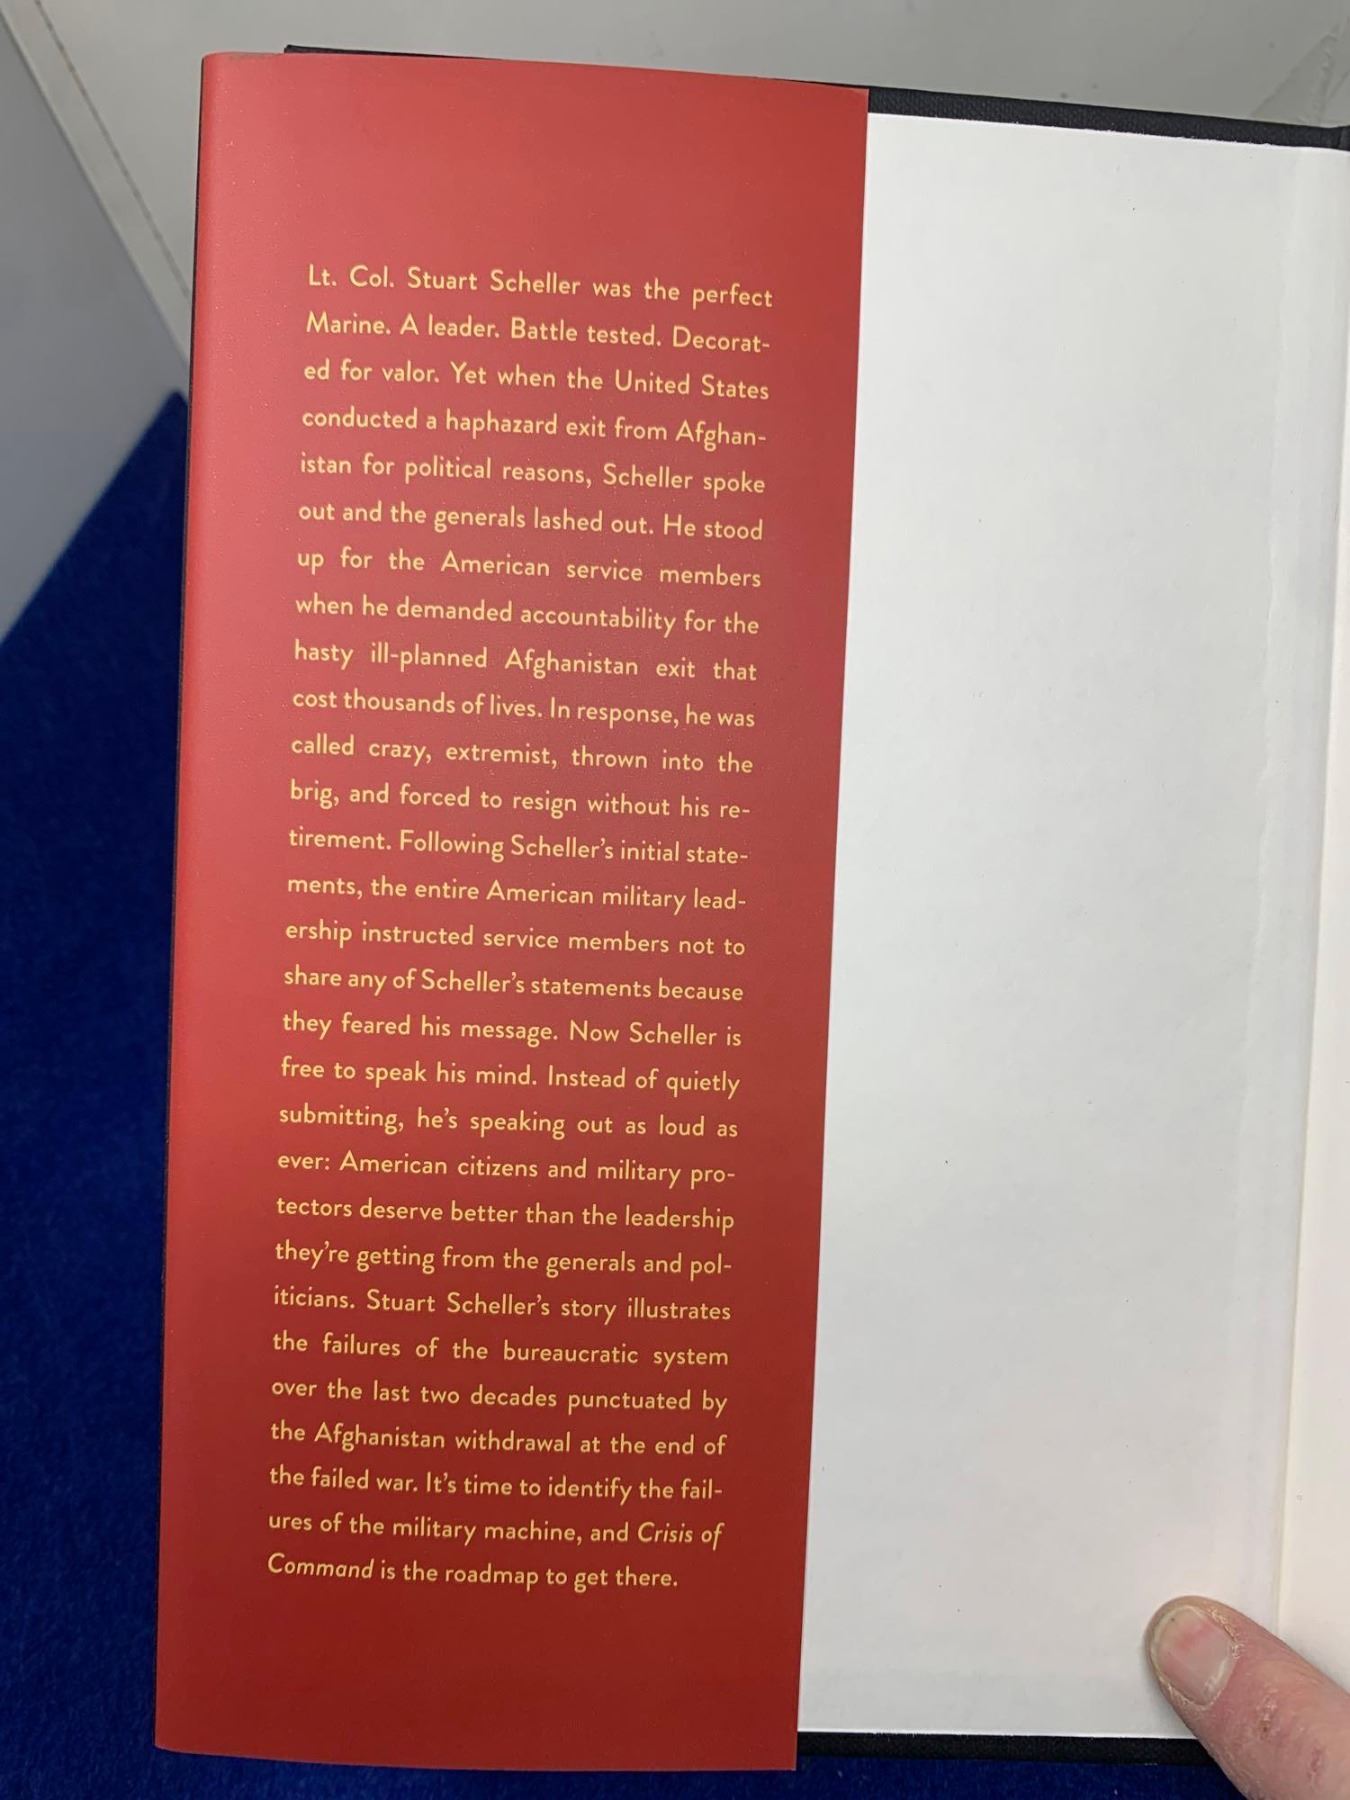 Lt. Col. Stuart Scheller was the perfect
Marine. A leader. Battle tested. Decorat-
ed for valor. Yet when the United States
conducted a haphazard exit from Afghan-
istan for political reasons, Scheller spoke
out and the generals lashed out. He stood
up for the American service members
when he demanded accountability for the
hasty ill-planned Afghanistan exit that
cost thousands of lives. In response, he was
called crazy, extremist, thrown into the
brig, and forced to resign without his re-
tirement. Following Scheller's initial state-
ments, the entire American military lead-
ership instructed service members not to
share any of Scheller's statements because
they feared his message. Now Scheller is
free to speak his mind. Instead of quietly
submitting, he's speaking out as loud as
ever: American citizens and military pro-
tectors deserve better than the leadership
they're getting from the generals and pol-
iticians. Stuart Scheller's story illustrates
the failures of the bureaucratic system
over the last two decades punctuated by
the Afghanistan withdrawal at the end of
the failed war. It's time to identify the fail-
ures of the military machine, and Crisis of
Command is the roadmap to get there.